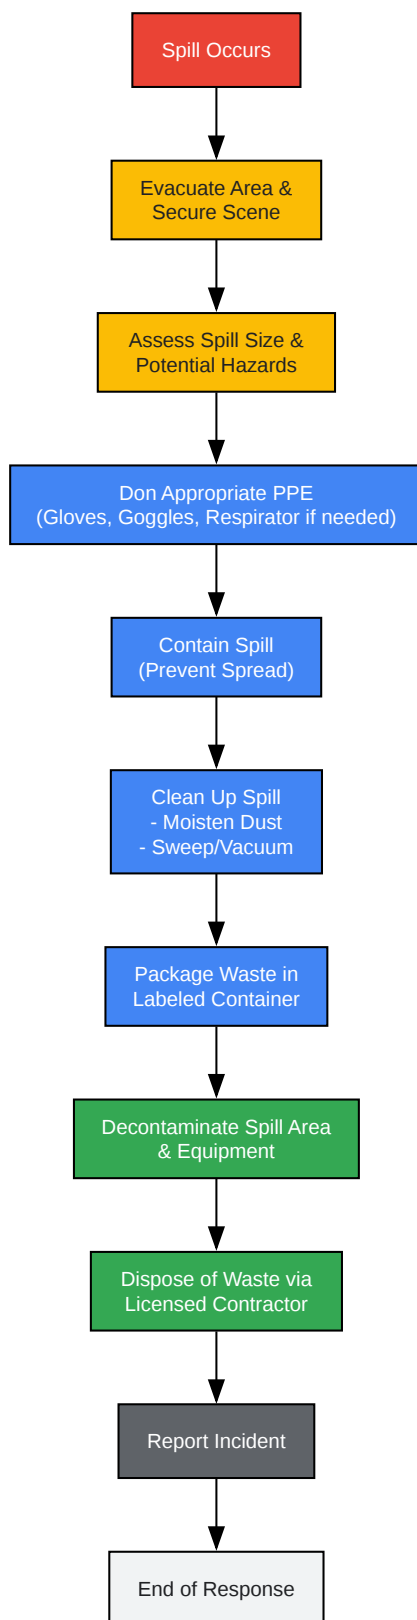 Spill Occurs
Evacuate Area &
Secure Scene
Assess Spill Size &
Potential Hazards
Don Appropriate PPE
(Gloves, Goggles, Respirator if needed)
Contain Spill
(Prevent Spread)
Clean Up Spill
- Moisten Dust
- Sweep/Vacuum
Package Waste in
Labeled Container
Decontaminate Spill Area
& Equipment
Dispose of Waste via
Licensed Contractor
Report Incident
End of Response